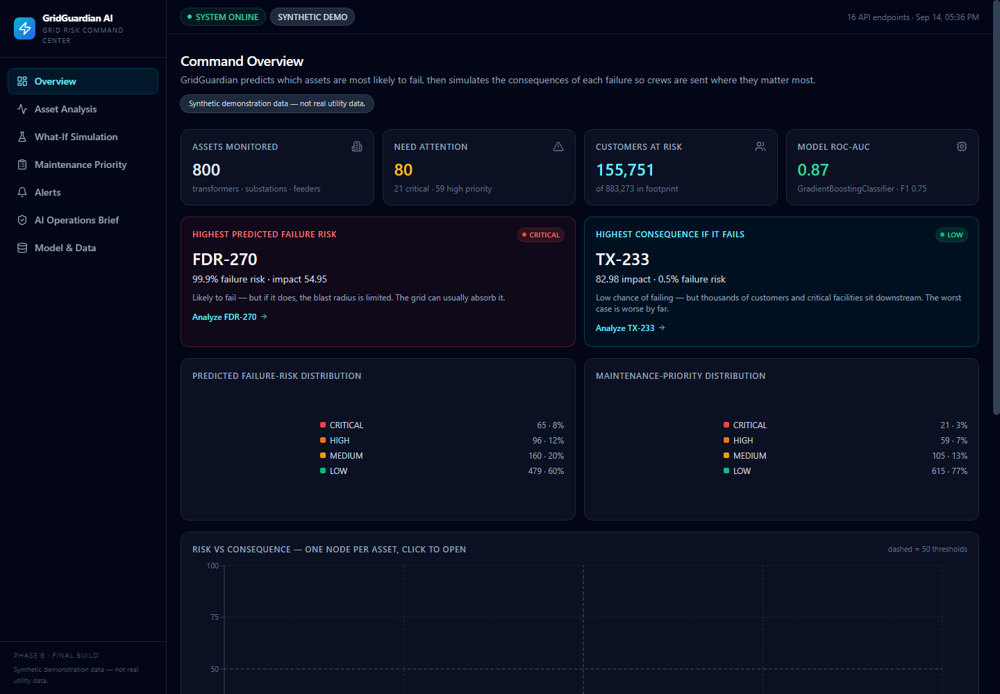 GridGuardian AI
GRID RISK COMMAND
CENTER
Overview
Asset Analysis
What-If Simulation
Maintenance Priority
Alerts
AI Operations Brief
Model & Data
PHASE 6 · FINAL BUILD
Synthetic demonstration data — not real
utility data.
SYSTEM ONLINE
SYNTHETIC DEMO
16 API endpoints · Sep 14, 05:36 PM
Command Overview
GridGuardian predicts which assets are most likely to fail, then simulates the consequences of each failure so crews are sent where they matter most.
Synthetic demonstration data — not real utility data.
ASSETS MONITORED
800
transformers · substations · feeders
NEED ATTENTION
80
21 critical · 59 high priority
CUSTOMERS AT RISK
155,751
of 883,273 in footprint
MODEL ROC-AUC
0.87
GradientBoostingClassifier · F1 0.75
HIGHEST PREDICTED FAILURE RISK
CRITICAL
FDR-270
99.9% failure risk · impact 54.95
Likely to fail — but if it does, the blast radius is limited. The grid can usually absorb it.
Analyze FDR-270 →
HIGHEST CONSEQUENCE IF IT FAILS
LOW
TX-233
82.98 impact · 0.5% failure risk
Low chance of failing — but thousands of customers and critical facilities sit downstream. The worst
case is worse by far.
Analyze TX-233 →
PREDICTED FAILURE-RISK DISTRIBUTION
CRITICAL 65 · 8%
HIGH 96 · 12%
MEDIUM 160 · 20%
LOW 479 · 60%
MAINTENANCE-PRIORITY DISTRIBUTION
CRITICAL 21 · 3%
HIGH 59 · 7%
MEDIUM 105 · 13%
LOW 615 · 77%
RISK VS CONSEQUENCE — ONE NODE PER ASSET, CLICK TO OPEN
dashed = 50 thresholds
100
75
50